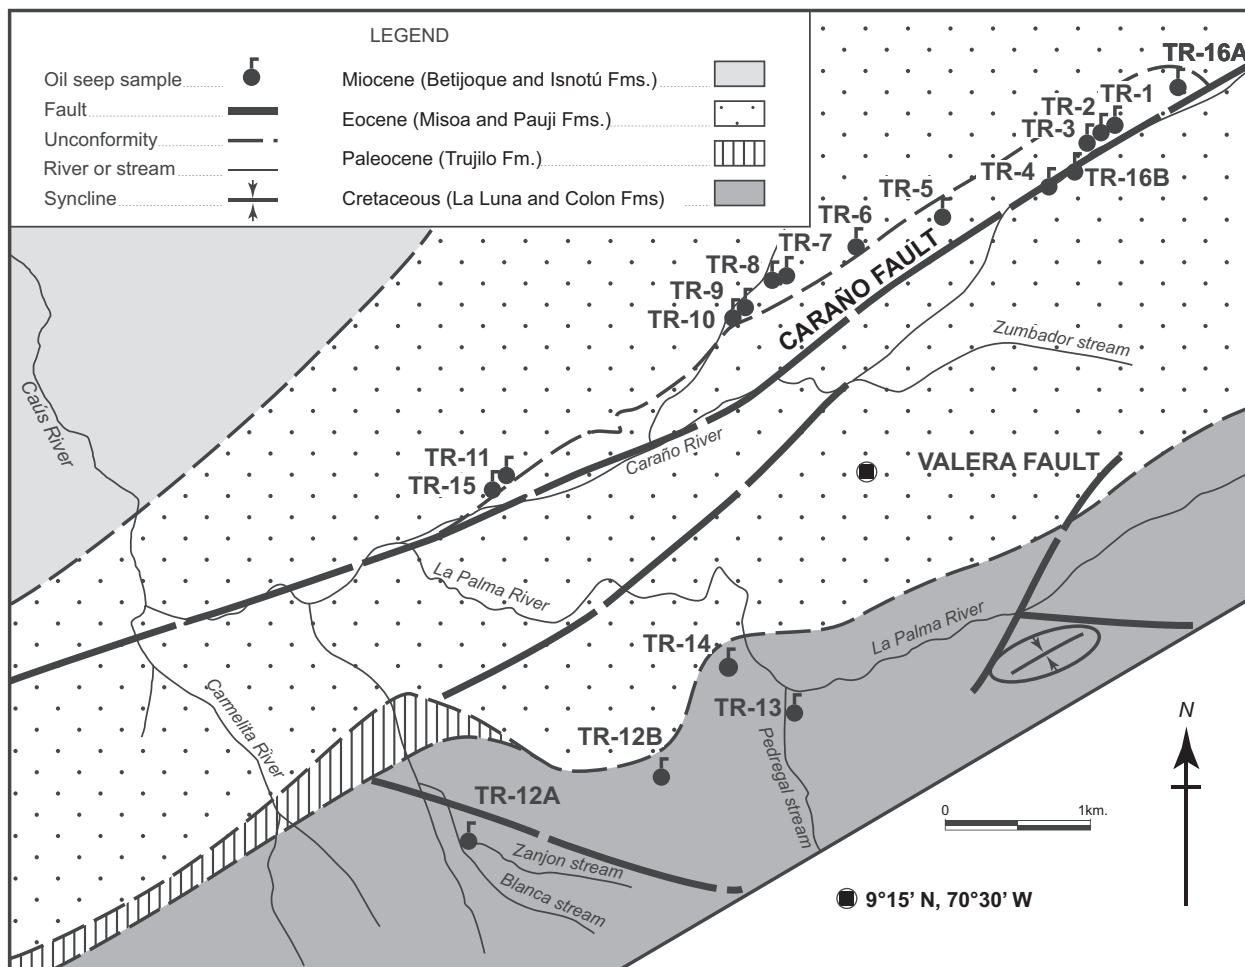 LEGEND
Oil seep sample
Fault
Unconformity
River or stream
Syncline
Miocene (Betijoque and Isnotú Fms.)
Eocene (Misoa and Pauji Fms.)
Paleocene (Trujilo Fm.)
Cretaceous (La Luna and Colon Fms)
TR-16A
TR-1
TR-2
TR-3
TR-4
TR-16B
TR-5
TR-6
TR-7
TR-8
TR-9
TR-10
CARAÑO FAULT
Zumbador stream
Caús River
Caraño River
TR-11
TR-15
VALERA FAULT
La Palma River
La Palma River
TR-14
TR-13
TR-12B
TR-12A
Carmelita River
Pedregal stream
Zanjon stream
Blanca stream
N
0 1km.
9°15' N, 70°30' W